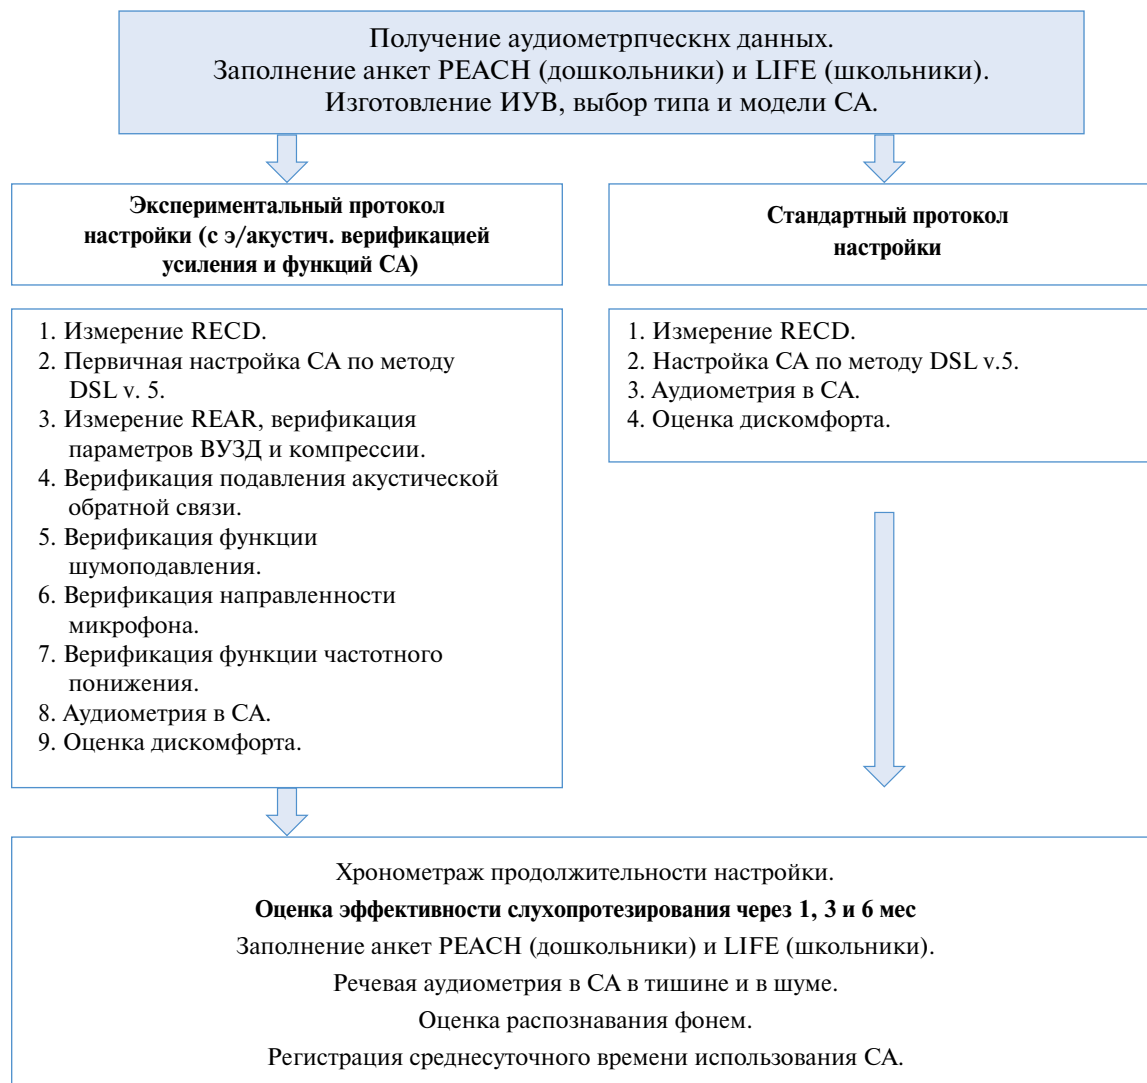 Получение аудиометрпческнх данных.
Заполнение анкет PEACH (дошкольники) и LIFE (школьники).
Изготовление ИУВ, выбор типа и модели СА.
Экспериментальный протокол
настройки (с э/акустич. верификацией
усиления и функций СА)
Стандартный протокол
настройки
1. Измерение RECD.
2. Первичная настройка СА по методу
DSL v. 5.
3. Измерение REAR, верификация
параметров ВУЗД и компрессии.
4. Верификация подавления акустической
обратной связи.
5. Верификация функции
шумоподавления.
6. Верификация направленности
микрофона.
7. Верификация функции частотного
понижения.
8. Аудиометрия в СА.
9. Оценка дискомфорта.
1. Измерение RECD.
2. Настройка СА по методу DSL v.5.
3. Аудиометрия в СА.
4. Оценка дискомфорта.
Хронометраж продолжительности настройки.
Оценка эффективности слухопротезирования через 1, 3 и 6 мес
Заполнение анкет PEACH (дошкольники) и LIFE (школьники).
Речевая аудиометрия в СА в тишине и в шуме.
Оценка распознавания фонем.
Регистрация среднесуточного времени использования СА.